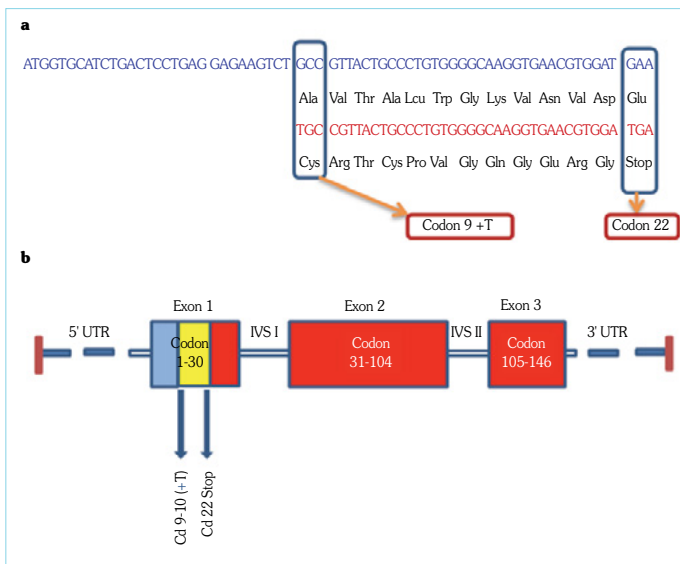 a
ATGGTGCATCTGACTCCTGAG GAGAAGTCT GCC GTTACTGCCCTGTGGGGCAAGGTGAACGTGGAT GAA
Ala Val Thr Ala Lcu Trp Gly Lys Val Asn Val Asp Glu
TGC CGTTACTGCCCTGTGGGGCAAGGTGAACGTGGA TGA
Cys Arg Thr Cys Pro Val Gly Gln Gly Glu Arg Gly Stop
Codon 9 +T Codon 22
b
Exon 1 Exon 2 Exon 3
5' UTR IVS I IVS II 3' UTR
Codon 1-30
Codon 31-104
Codon 105-146
Cd 9-10 (+T)
Cd 22 Stop